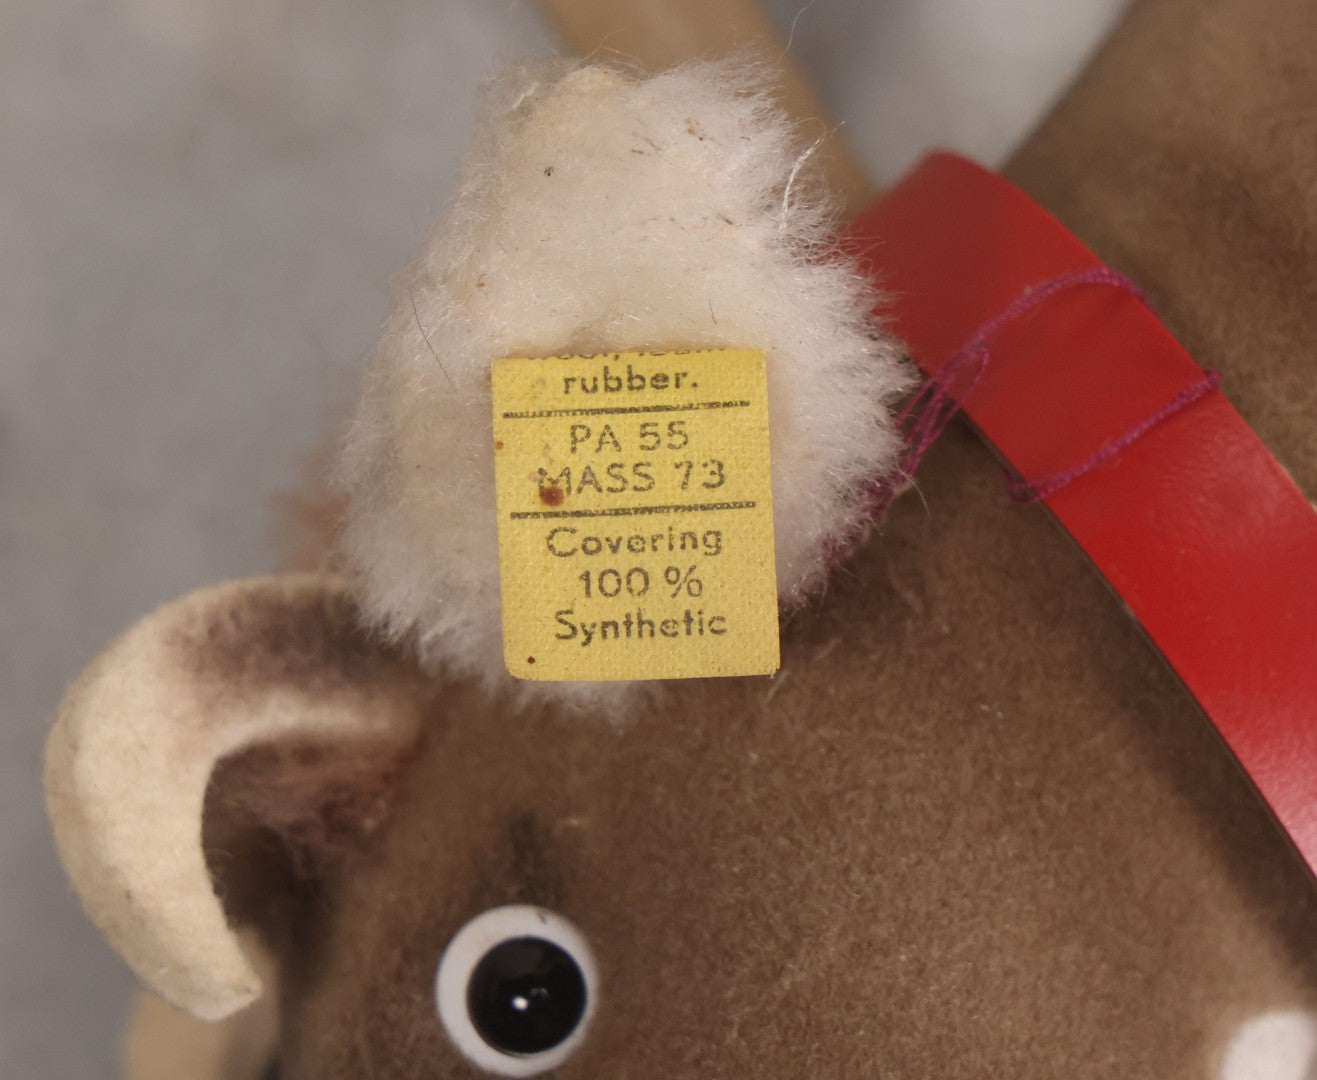 rubber.
PA 55
MASS 73
Covering
100 %
Synthetic